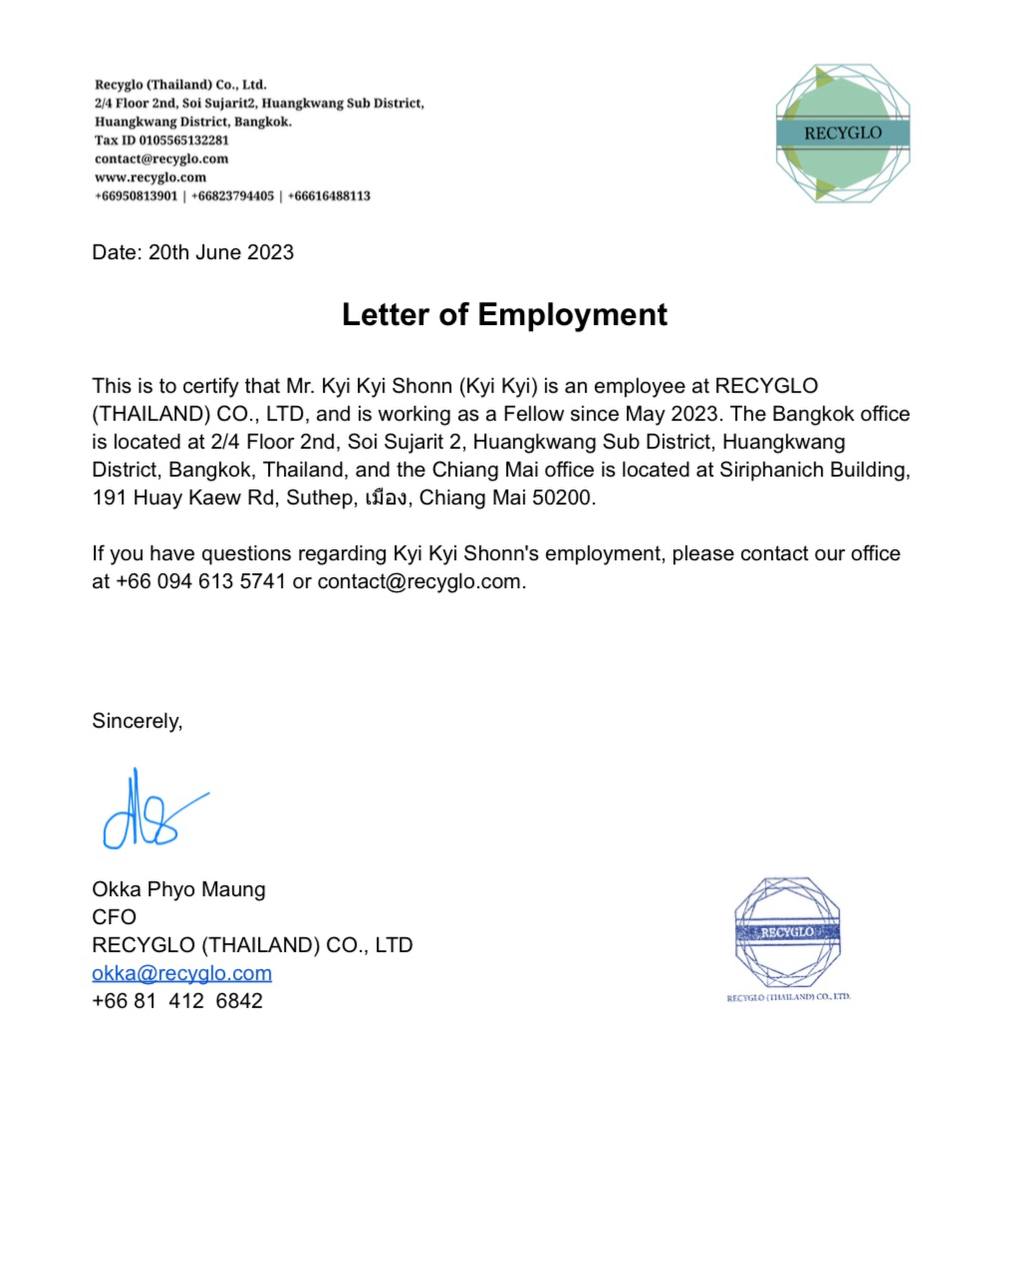 Recyglo (Thailand) Co., Ltd.
2/4 Floor 2nd, Soi Sujarit2, Huangkwang Sub District,
Huangkwang District, Bangkok.
Tax ID 0105565132281
contact@recyglo.com
www.recyglo.com
+66950813901 | +66823794405 | +66616488113
RECYGLO
Date: 20th June 2023
Letter of Employment
This is to certify that Mr. Kyi Kyi Shonn (Kyi Kyi) is an employee at RECYGLO
(THAILAND) CO., LTD, and is working as a Fellow since May 2023. The Bangkok office
is located at 2/4 Floor 2nd, Soi Sujarit 2, Huangkwang Sub District, Huangkwang
District, Bangkok, Thailand, and the Chiang Mai office is located at Siriphanich Building,
191 Huay Kaew Rd, Suthep, เมือง, Chiang Mai 50200.
If you have questions regarding Kyi Kyi Shonn's employment, please contact our office
at +66 094 613 5741 or contact@recyglo.com.
Sincerely,
Okka Phyo Maung
CFO
RECYGLO (THAILAND) CO., LTD
okka@recyglo.com
+66 81 412 6842
RECYGLO
RECYGLO (THAILAND) CO., LTD.